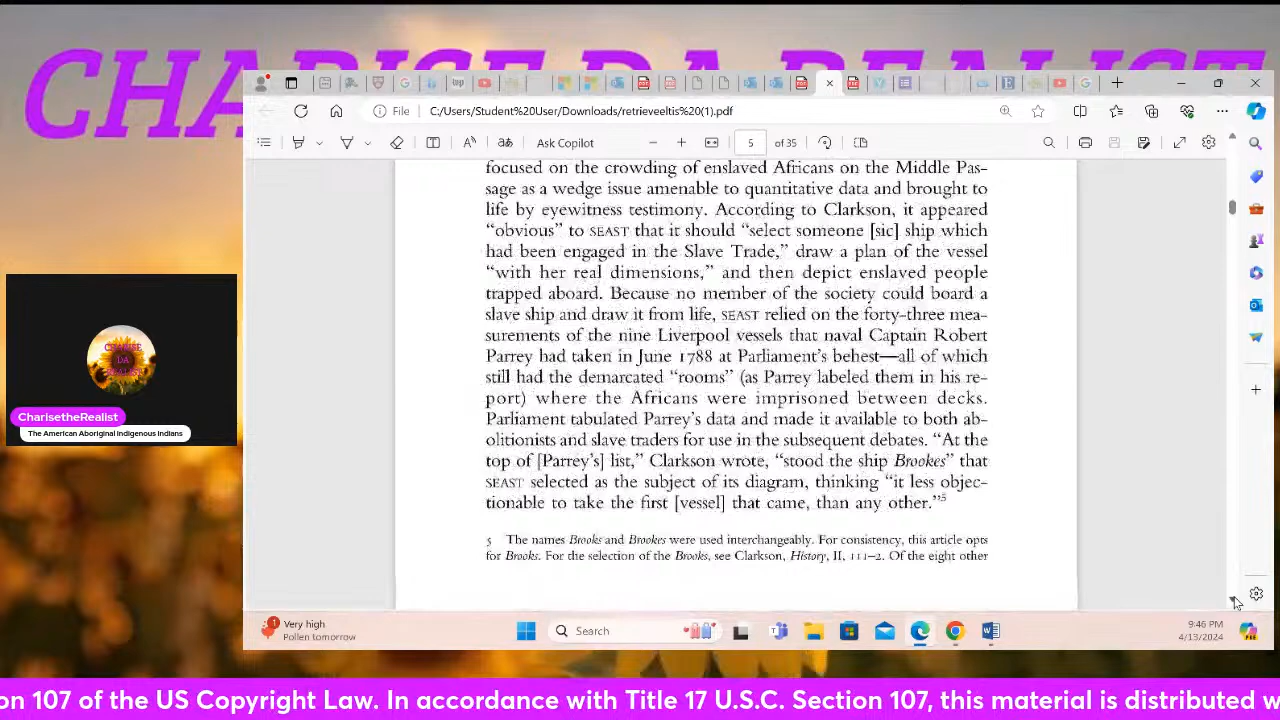 CHARISE DA REALIST
File
C:/Users/Student%20User/Downloads/retrieveeltis%20(1).pdf
Ask Copilot
5
of 35
focused on the crowding of enslaved Africans on the Middle Pas-
sage as a wedge issue amenable to quantitative data and brought to
life by eyewitness testimony. According to Clarkson, it appeared
“obvious” to SEAST that it should “select someone [sic] ship which
had been engaged in the Slave Trade,” draw a plan of the vessel
“with her real dimensions,” and then depict enslaved people
trapped aboard. Because no member of the society could board a
slave ship and draw it from life, SEAST relied on the forty-three mea-
surements of the nine Liverpool vessels that naval Captain Robert
Parrey had taken in June 1788 at Parliament’s behest—all of which
still had the demarcated “rooms” (as Parrey labeled them in his re-
port) where the Africans were imprisoned between decks.
Parliament tabulated Parrey’s data and made it available to both ab-
olitionists and slave traders for use in the subsequent debates. “At the
top of [Parrey’s] list,” Clarkson wrote, “stood the ship Brookes” that
SEAST selected as the subject of its diagram, thinking “it less objec-
tionable to take the first [vessel] that came, than any other.”5
5 The names Brooks and Brookes were used interchangeably. For consistency, this article opts
for Brooks. For the selection of the Brooks, see Clarkson, History, II, 111–2. Of the eight other
CHARISE
DA
REALIST
CharisetheRealist
The American Aboriginal Indigenous Indians
1
Very high
Pollen tomorrow
Search
9:46 PM
4/13/2024
on 107 of the US Copyright Law. In accordance with Title 17 U.S.C. Section 107, this material is distributed w